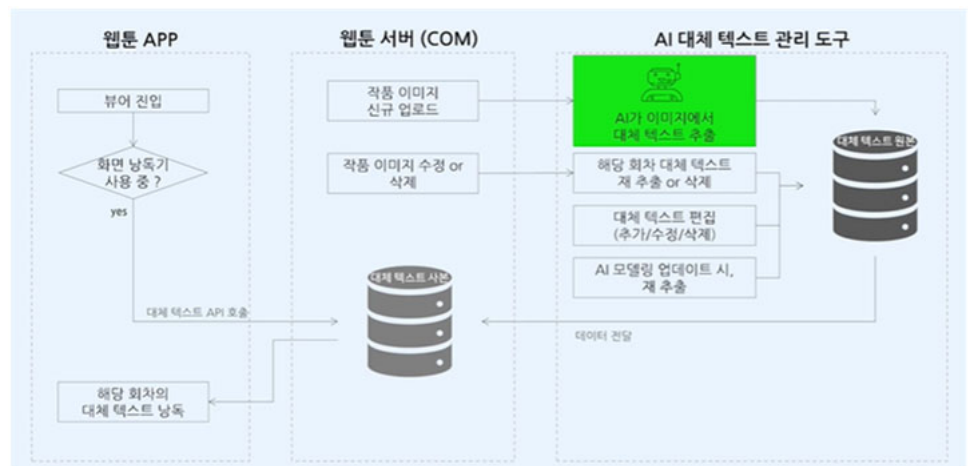 웹툰 APP
웹툰 서버 (COM)
AI 대체 텍스트 관리 도구
뷰어 진입
화면 낭독기
사용 중 ?
yes
대체 텍스트 API 호출
해당 회차의
대체 텍스트 낭독
작품 이미지
신규 업로드
작품 이미지 수정 or
삭제
대체 텍스트 사본
AI가 이미지에서
대체 텍스트 추출
해당 회차 대체 텍스트
재 추출 or 삭제
대체 텍스트 편집
(추가/수정/삭제)
AI 모델링 업데이트 시,
재 추출
대체 텍스트 원본
데이터 전달